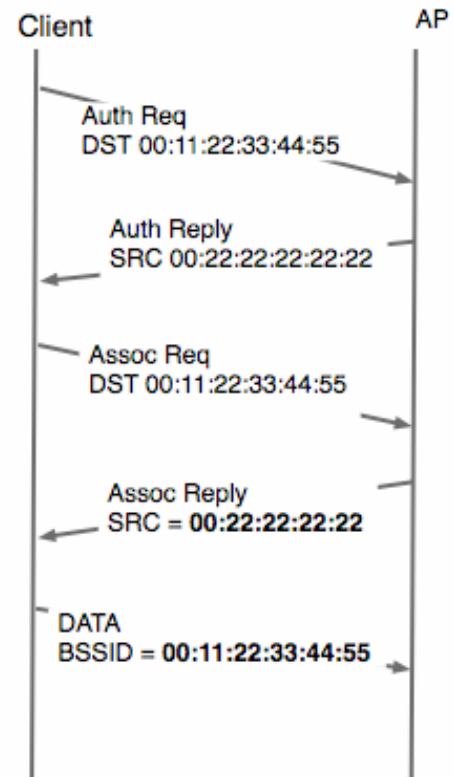 Client
AP
Auth Req
DST 00:11:22:33:44:55
Auth Reply
SRC 00:22:22:22:22:22
Assoc Req
DST 00:11:22:33:44:55
Assoc Reply
SRC = 00:22:22:22:22
DATA
BSSID = 00:11:22:33:44:55